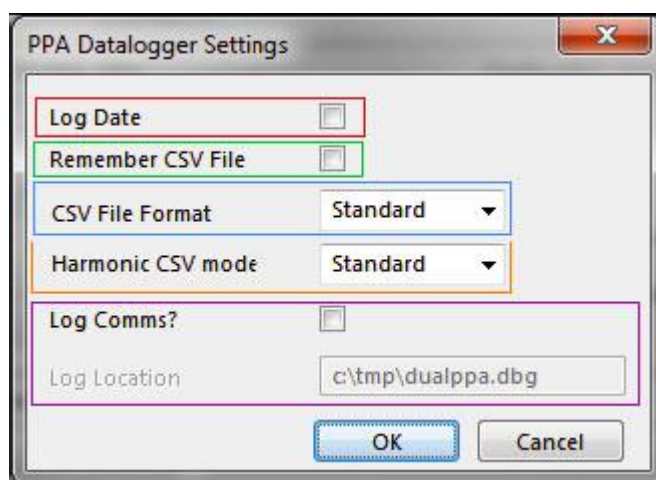 PPA Datalogger Settings
Log Date
Remember CSV File
CSV File Format Standard
Harmonic CSV mode Standard
Log Comms?
Log Location c:\tmp\dualppa.dbg
OK Cancel